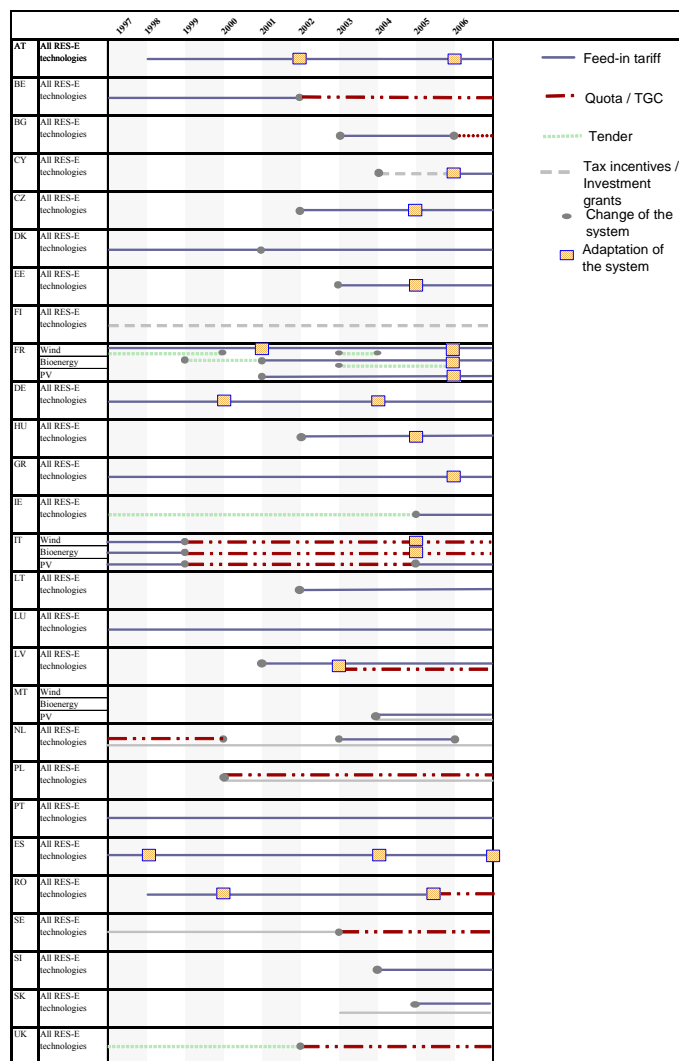 1997 1998 1999 2000 2001 2002 2003 2004 2005 2006
AT All RES-E
technologies
BE All RES-E
technologies
BG All RES-E
technologies
CY All RES-E
technologies
CZ All RES-E
technologies
DK All RES-E
technologies
EE All RES-E
technologies
FI All RES-E
technologies
FR Wind
Bioenergy
PV
DE All RES-E
technologies
HU All RES-E
technologies
GR All RES-E
technologies
IE All RES-E
technologies
IT Wind
Bioenergy
PV
LT All RES-E
technologies
LU All RES-E
technologies
LV All RES-E
technologies
MT Wind
Bioenergy
PV
NL All RES-E
technologies
PL All RES-E
technologies
PT All RES-E
technologies
ES All RES-E
technologies
RO All RES-E
technologies
SE All RES-E
technologies
SI All RES-E
technologies
SK All RES-E
technologies
UK All RES-E
technologies
Feed-in tariff
Quota / TGC
Tender
Tax incentives /
Investment
grants
Change of the
system
Adaptation of
the system